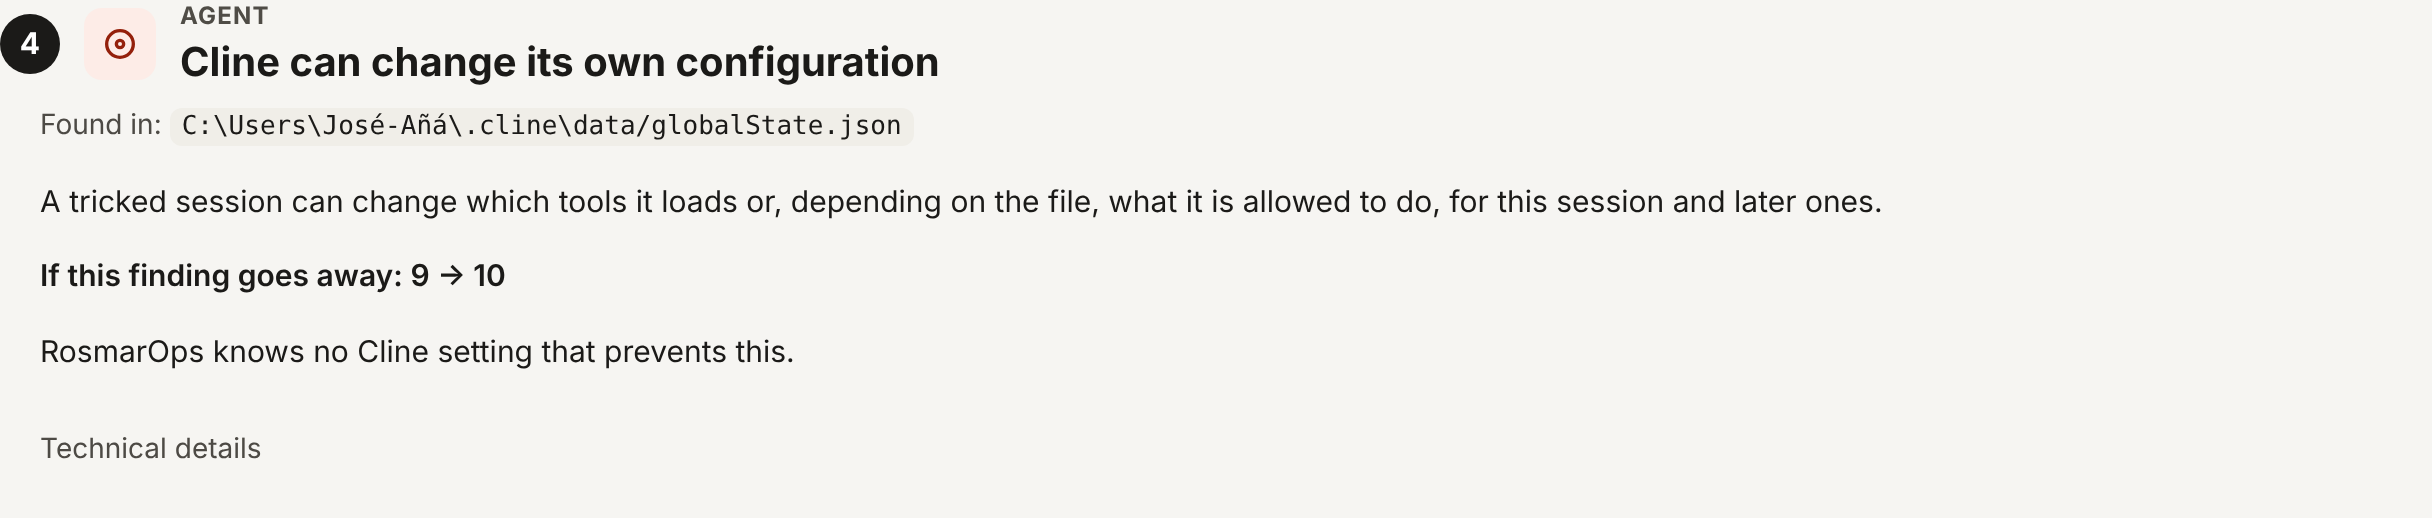 4
AGENT
Cline can change its own configuration
Found in: C:\Users\José-Añá\.cline\data/globalState.json
A tricked session can change which tools it loads or, depending on the file, what it is allowed to do, for this session and later ones.
If this finding goes away: 9 → 10
RosmarOps knows no Cline setting that prevents this.
Technical details